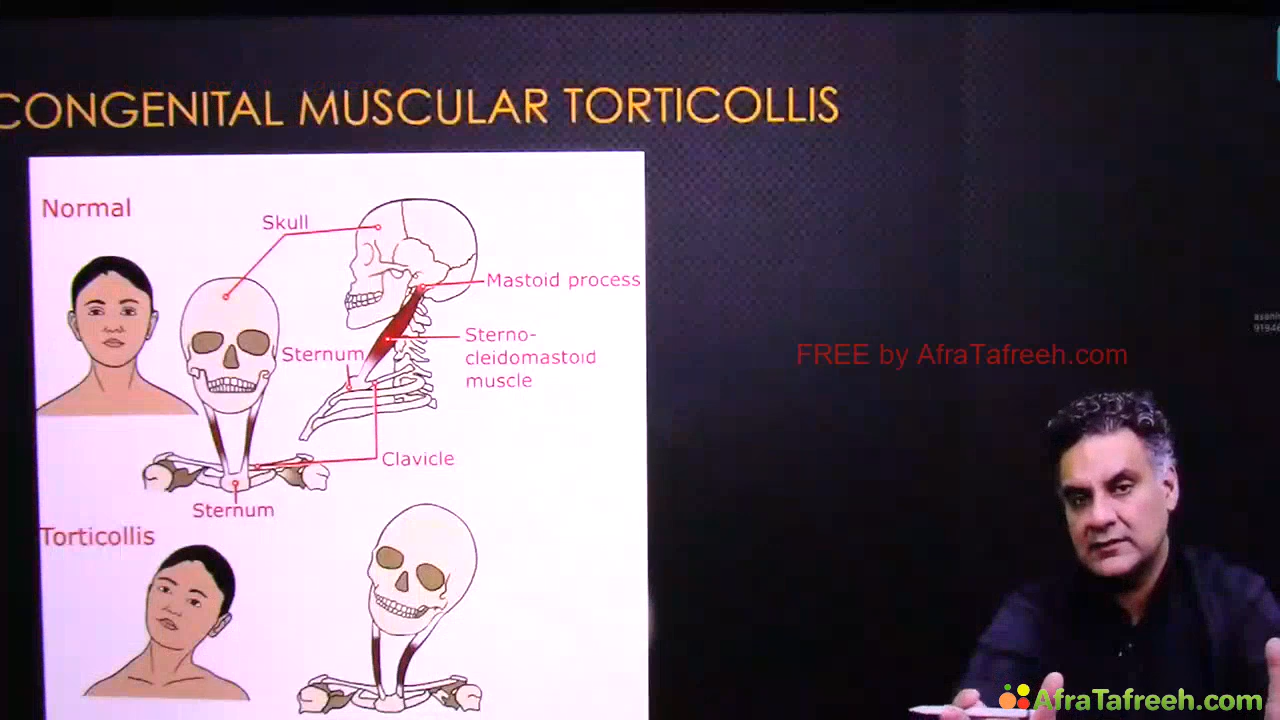 CONGENITAL MUSCULAR TORTICOLLIS
Normal
Skull
Mastoid process
Sterno-
cleidomastoid
muscle
Sternum
Clavicle
Sternum
Torticollis
FREE by AfraTafreeh.com
AfraTafreeh.com